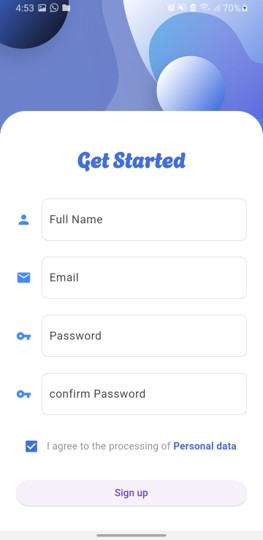 4:53
70%
Get Started
Full Name
Email
Password
confirm Password
I agree to the processing of Personal data
Sign up